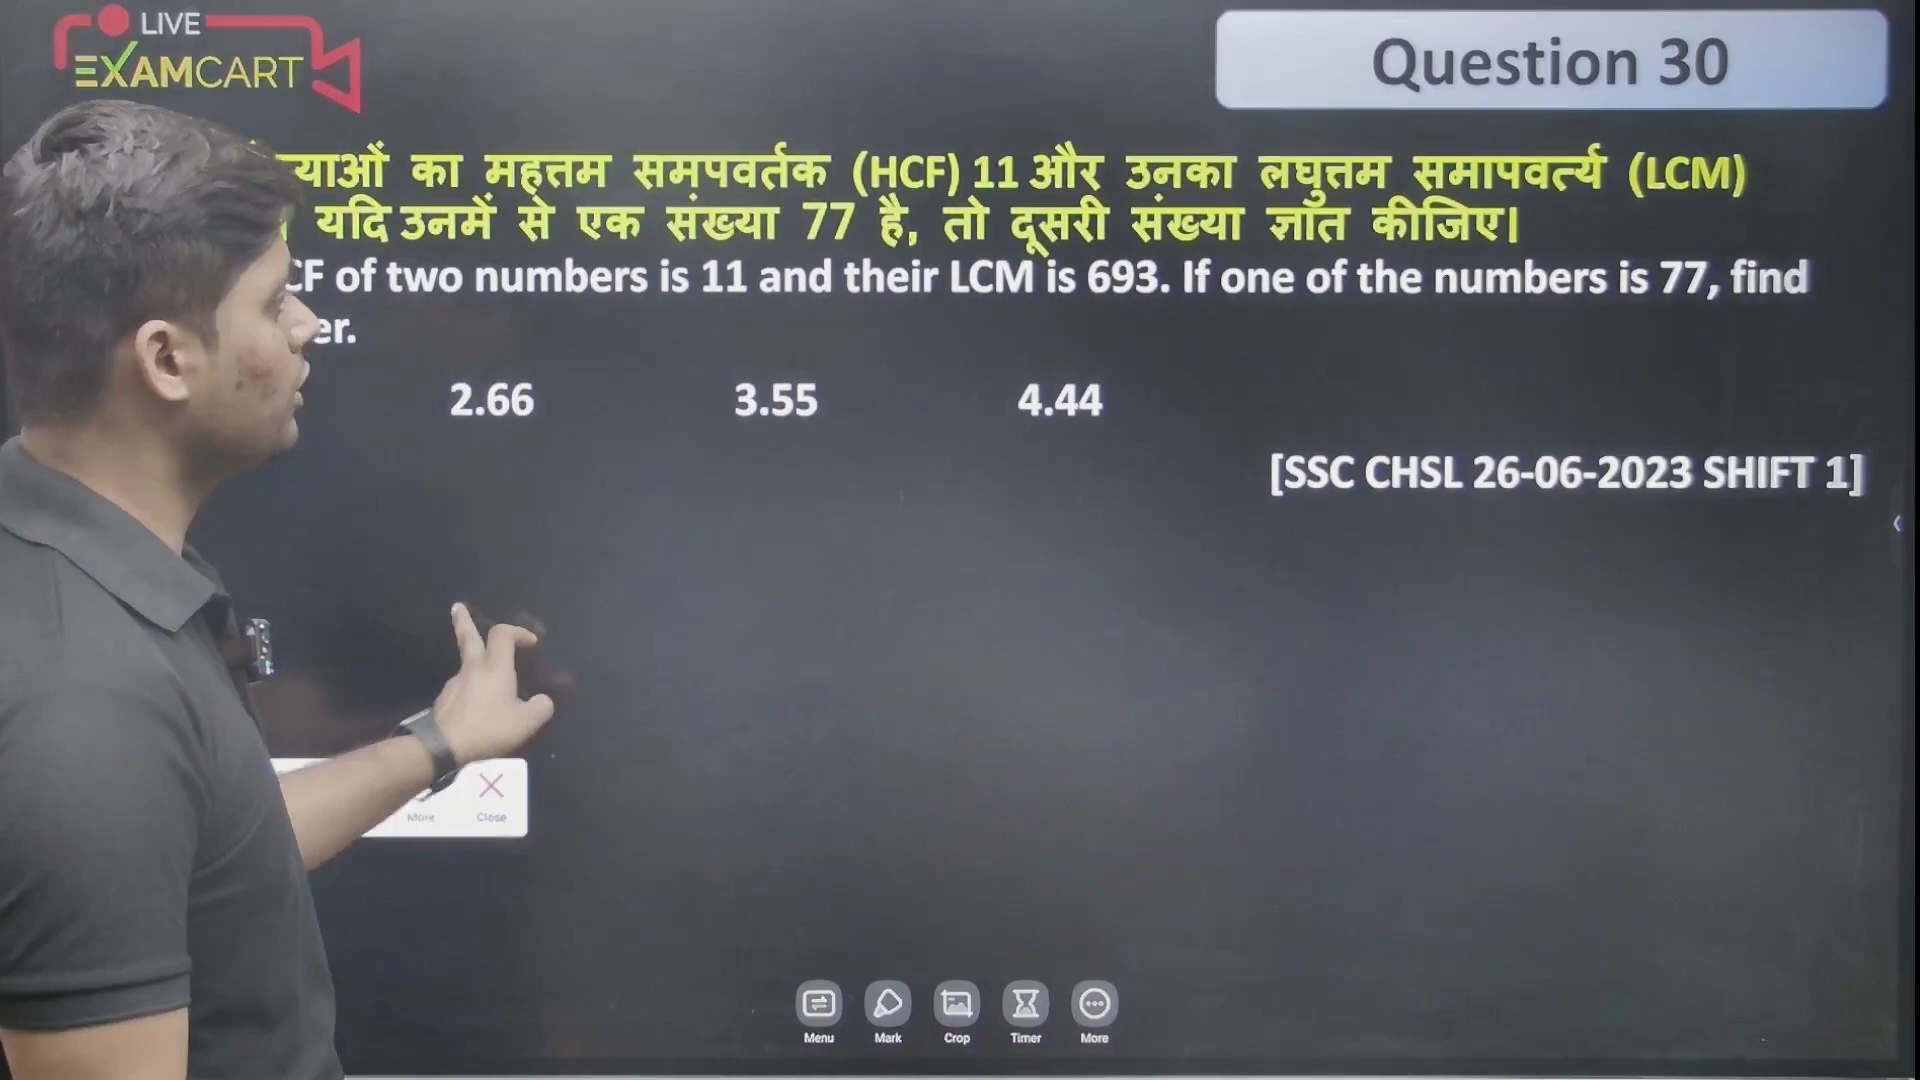 LIVE
EXAMCART
Question 30
का महत्तम समपवर्तक (HCF) 11 और उनका लघुत्तम समापवर्त्य (LCM)
यदि उनमें से एक संख्या 77 है, तो दूसरी संख्या ज्ञात कीजिए।
of two numbers is 11 and their LCM is 693. If one of the numbers is 77, find
2.66 3.55 4.44
[SSC CHSL 26-06-2023 SHIFT 1]
More Close
Menu Mark Crop Timer More